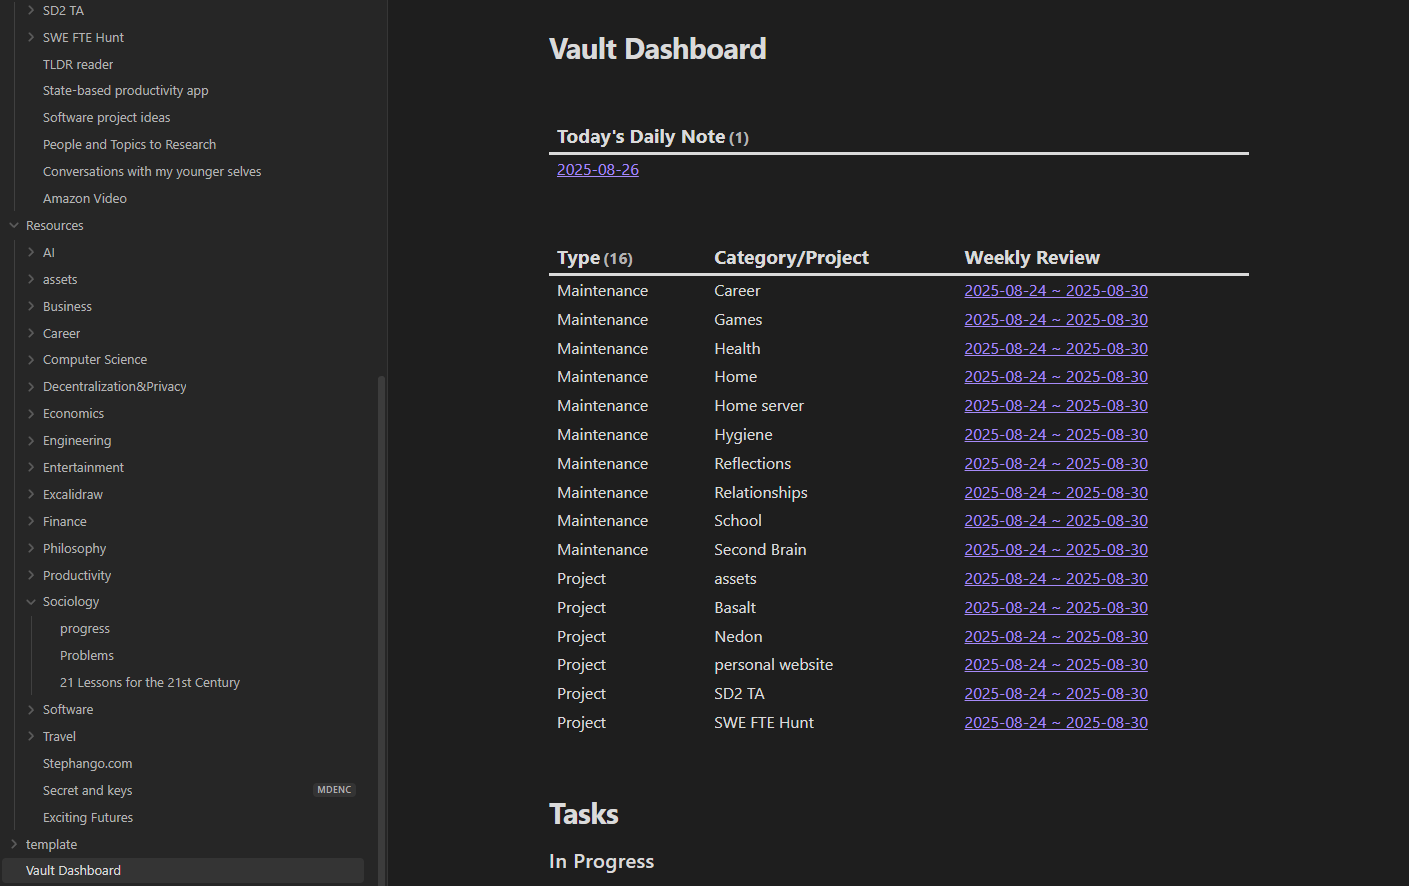 SD2 TA
SWE FTE Hunt
TLDR reader
State-based productivity app
Software project ideas
People and Topics to Research
Conversations with my younger selves
Amazon Video
Resources
AI
assets
Business
Career
Computer Science
Decentralization&Privacy
Economics
Engineering
Entertainment
Excalidraw
Finance
Philosophy
Productivity
Sociology
progress
Problems
21 Lessons for the 21st Century
Software
Travel
Stephango.com
Secret and keys MDENC
Exciting Futures
template
Vault Dashboard
Vault Dashboard
Today's Daily Note (1)
2025-08-26
Type (16) Category/Project Weekly Review
Maintenance Career 2025-08-24 ~ 2025-08-30
Maintenance Games 2025-08-24 ~ 2025-08-30
Maintenance Health 2025-08-24 ~ 2025-08-30
Maintenance Home 2025-08-24 ~ 2025-08-30
Maintenance Home server 2025-08-24 ~ 2025-08-30
Maintenance Hygiene 2025-08-24 ~ 2025-08-30
Maintenance Reflections 2025-08-24 ~ 2025-08-30
Maintenance Relationships 2025-08-24 ~ 2025-08-30
Maintenance School 2025-08-24 ~ 2025-08-30
Maintenance Second Brain 2025-08-24 ~ 2025-08-30
Project assets 2025-08-24 ~ 2025-08-30
Project Basalt 2025-08-24 ~ 2025-08-30
Project Nedon 2025-08-24 ~ 2025-08-30
Project personal website 2025-08-24 ~ 2025-08-30
Project SD2 TA 2025-08-24 ~ 2025-08-30
Project SWE FTE Hunt 2025-08-24 ~ 2025-08-30
Tasks
In Progress